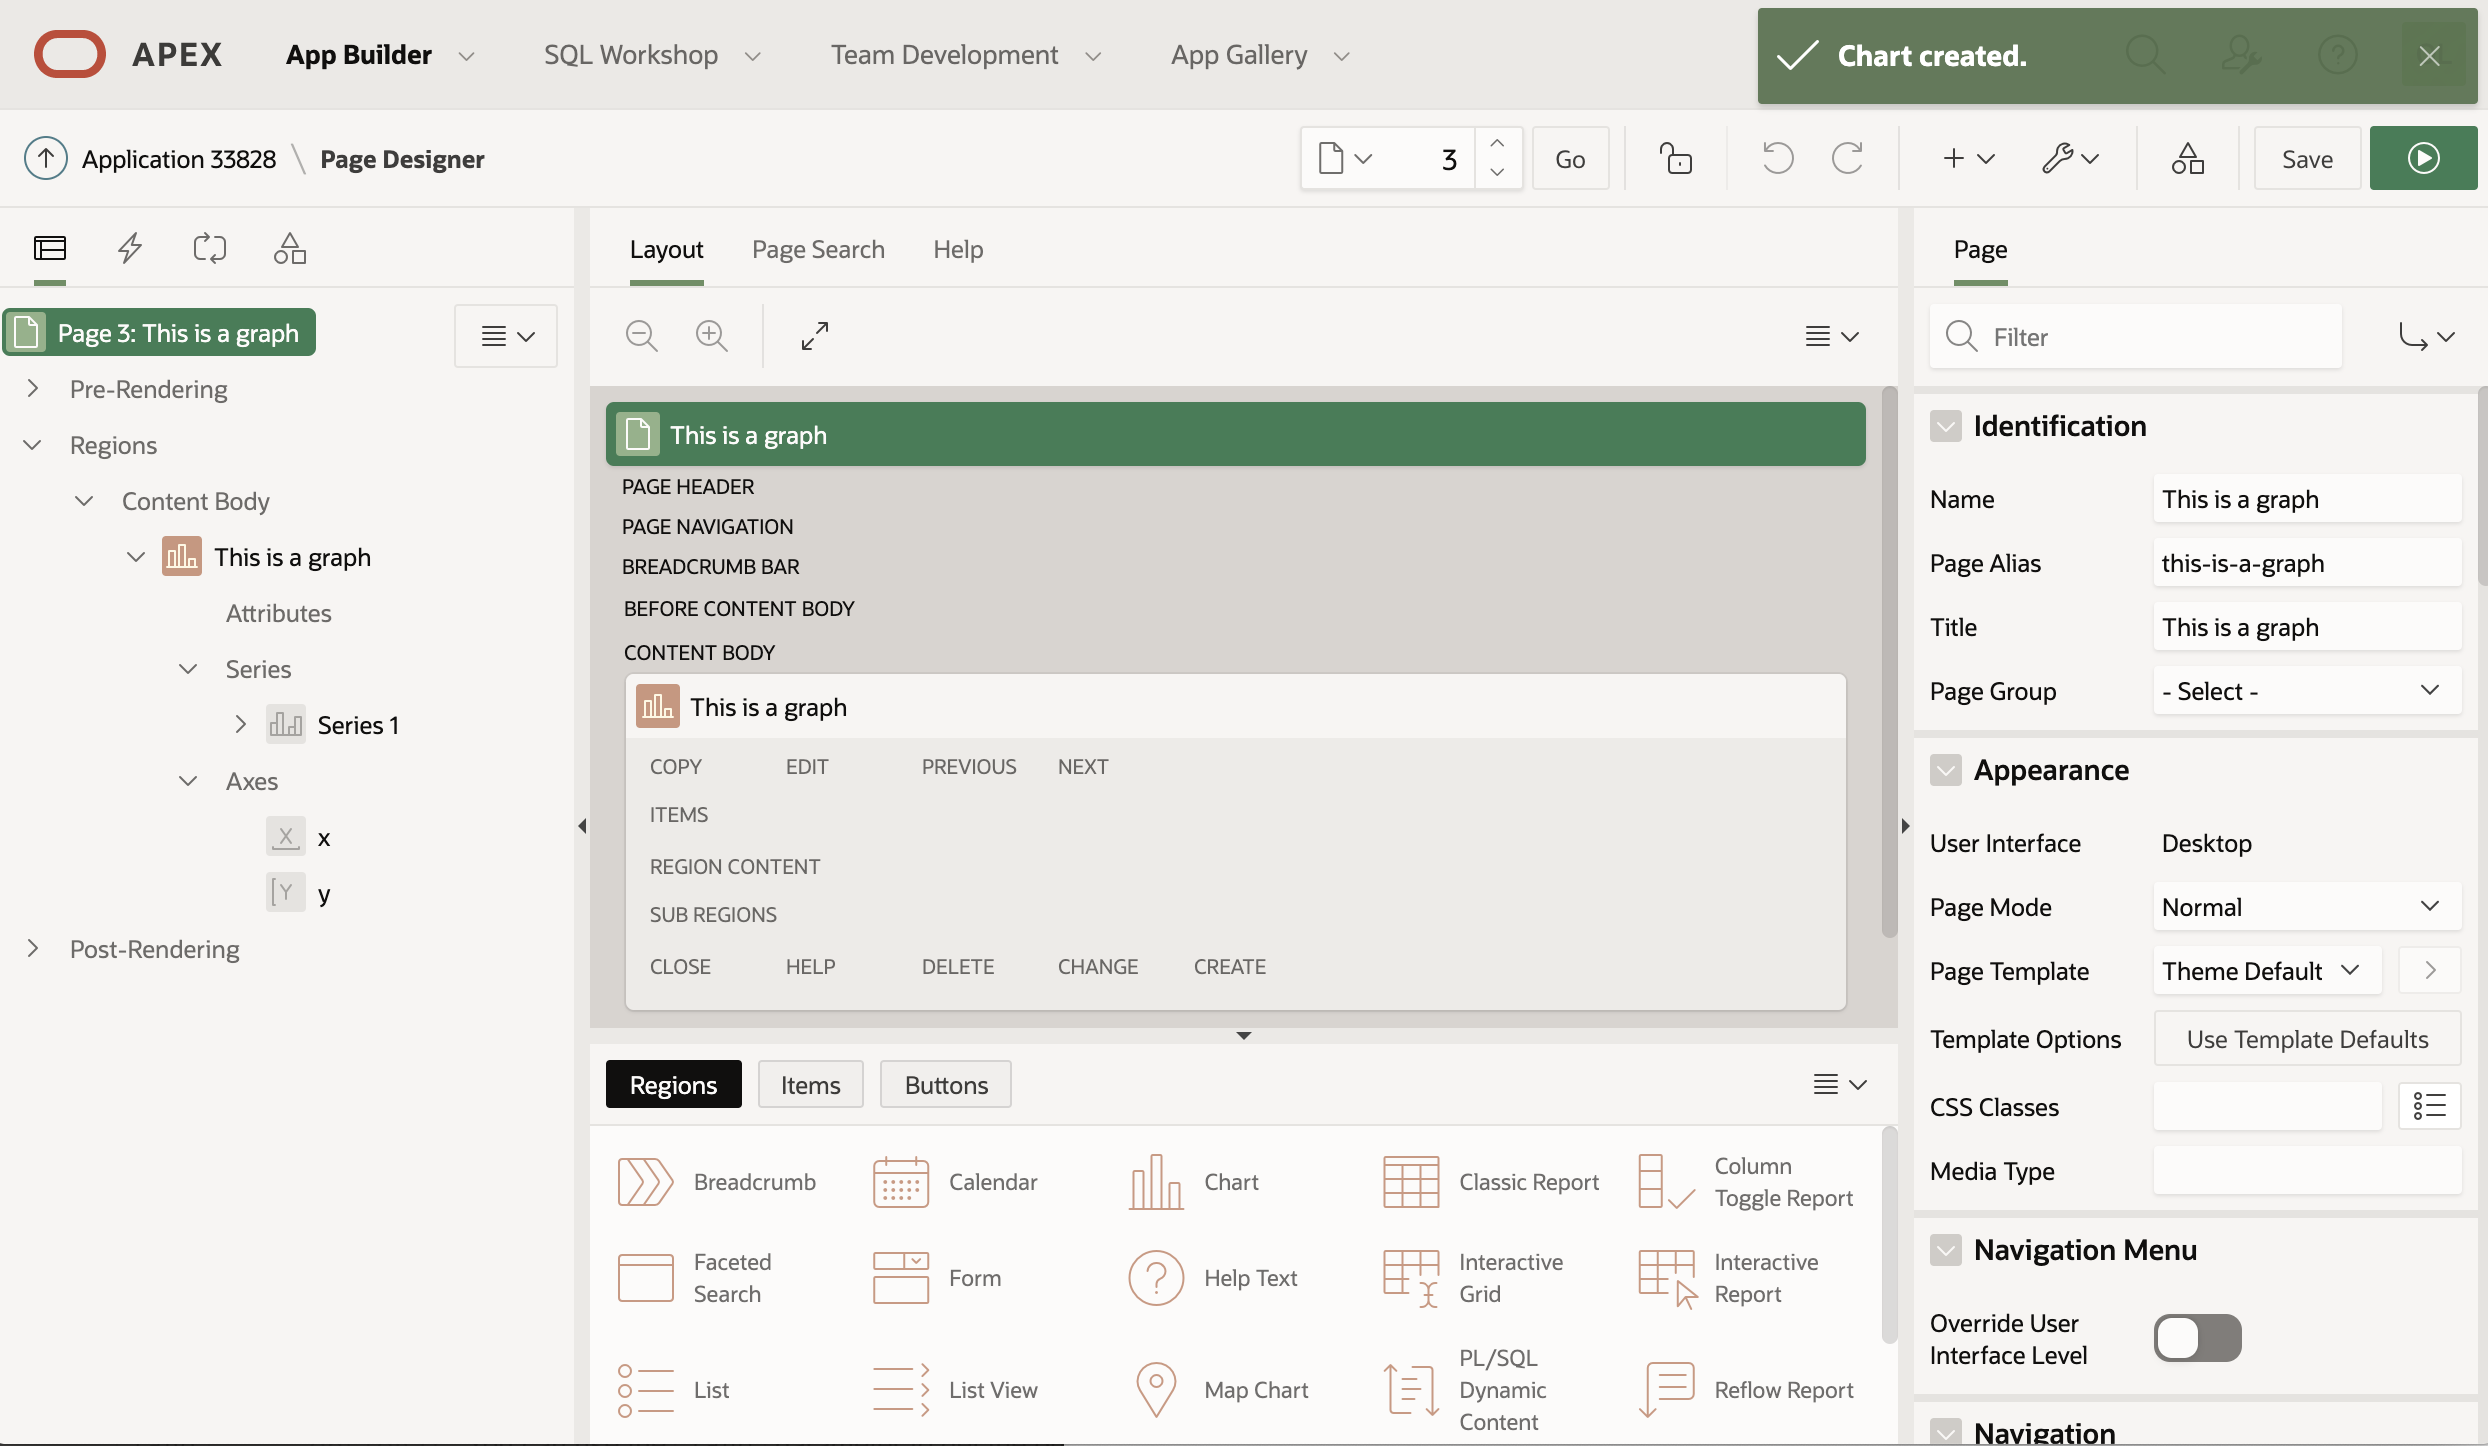 APEX
App Builder
SQL Workshop
Team Development
App Gallery
Chart created.
Application 33828 \ Page Designer
3
Go
Save
Layout
Page Search
Help
Page
Page 3: This is a graph
Pre-Rendering
Regions
Content Body
This is a graph
Attributes
Series
Series 1
Axes
X x
Y y
Post-Rendering
This is a graph
PAGE HEADER
PAGE NAVIGATION
BREADCRUMB BAR
BEFORE CONTENT BODY
CONTENT BODY
This is a graph
COPY EDIT PREVIOUS NEXT
ITEMS
REGION CONTENT
SUB REGIONS
CLOSE HELP DELETE CHANGE CREATE
Regions Items Buttons
Breadcrumb
Calendar
Chart
Classic Report
Column
Toggle Report
Faceted
Search
Form
Help Text
Interactive
Grid
Interactive
Report
List
List View
Map Chart
PL/SQL
Dynamic
Content
Reflow Report
Filter
Identification
Name This is a graph
Page Alias this-is-a-graph
Title This is a graph
Page Group - Select -
Appearance
User Interface Desktop
Page Mode Normal
Page Template Theme Default
Template Options Use Template Defaults
CSS Classes
Media Type
Navigation Menu
Override User
Interface Level
Navigation